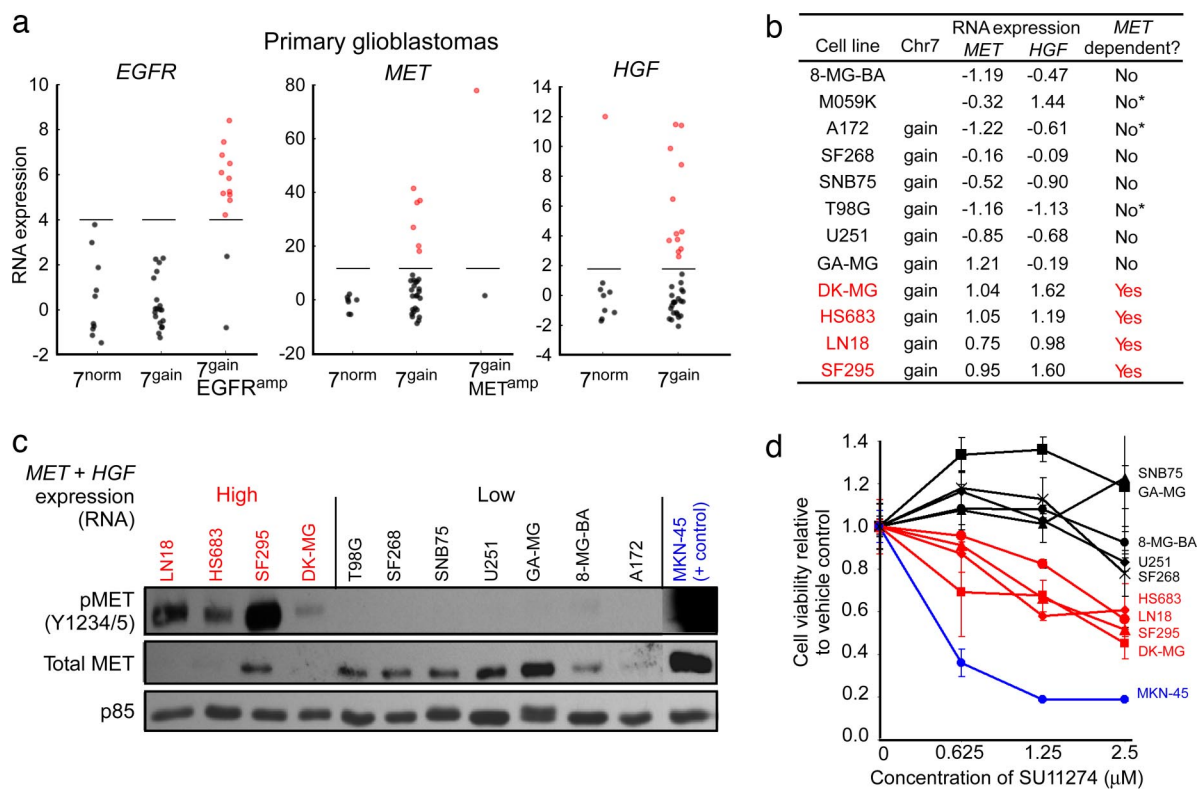 a
Primary glioblastomas
EGFR
MET
HGF
RNA expression
10
8
6
4
2
0
-2
7norm
7gain
7gain
EGFRamp
80
60
40
20
0
-20
7norm
7gain
7gain
METamp
14
12
10
8
6
4
2
0
-2
-4
7norm
7gain
b
RNA expression MET
Cell line Chr7 MET HGF dependent?
8-MG-BA -1.19 -0.47 No
M059K -0.32 1.44 No*
A172 gain -1.22 -0.61 No*
SF268 gain -0.16 -0.09 No
SNB75 gain -0.52 -0.90 No
T98G gain -1.16 -1.13 No*
U251 gain -0.85 -0.68 No
GA-MG gain 1.21 -0.19 No
DK-MG gain 1.04 1.62 Yes
HS683 gain 1.05 1.19 Yes
LN18 gain 0.75 0.98 Yes
SF295 gain 0.95 1.60 Yes
c
MET + HGF
expression
(RNA)
High
Low
LN18
HS683
SF295
DK-MG
T98G
SF268
SNB75
U251
GA-MG
8-MG-BA
A172
MKN-45
(+ control)
pMET
(Y1234/5)
Total MET
p85
d
Cell viability relative
to vehicle control
1.4
1.2
1.0
0.8
0.6
0.4
0.2
0.0
SNB75
GA-MG
8-MG-BA
U251
SF268
HS683
LN18
SF295
DK-MG
MKN-45
0 0.625 1.25 2.5
Concentration of SU11274 (μM)